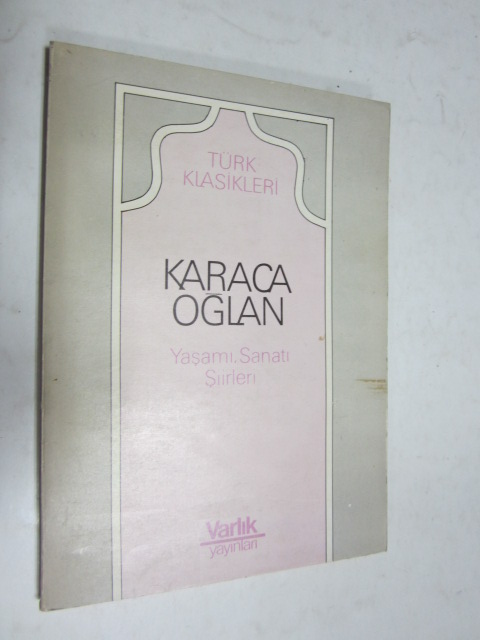 TÜRK
KLASİKLERİ
KARACA
OĞLAN
Yaşamı. Sanatı
Şiirleri
Varlık
yayınları